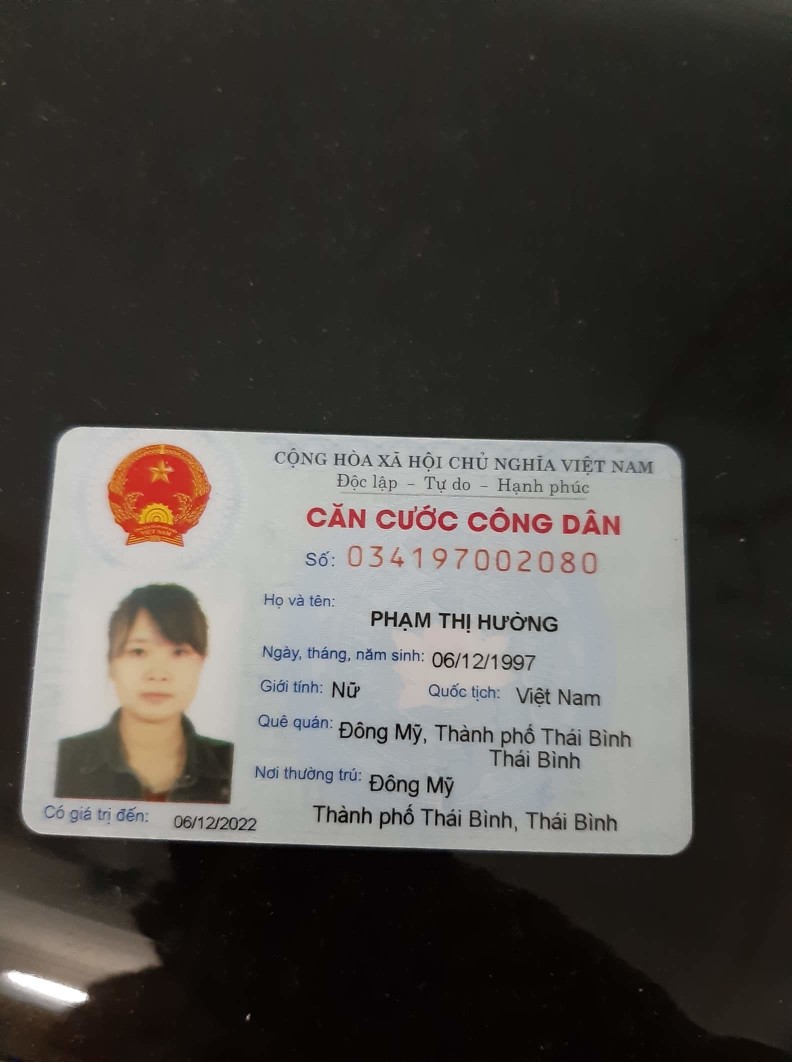 CỘNG HÒA XÃ HỘI CHỦ NGHĨA VIỆT NAM
Độc lập - Tự do - Hạnh phúc
CĂN CƯỚC CÔNG DÂN
Số: 034197002080
Họ và tên:
PHẠM THỊ HƯỜNG
Ngày, tháng, năm sinh: 06/12/1997
Giới tính: Nữ Quốc tịch: Việt Nam
Quê quán: Đông Mỹ, Thành phố Thái Bình
Thái Bình
Nơi thường trú: Đông Mỹ
Thành phố Thái Bình, Thái Bình
Có giá trị đến: 06/12/2022
VIỆT NAM